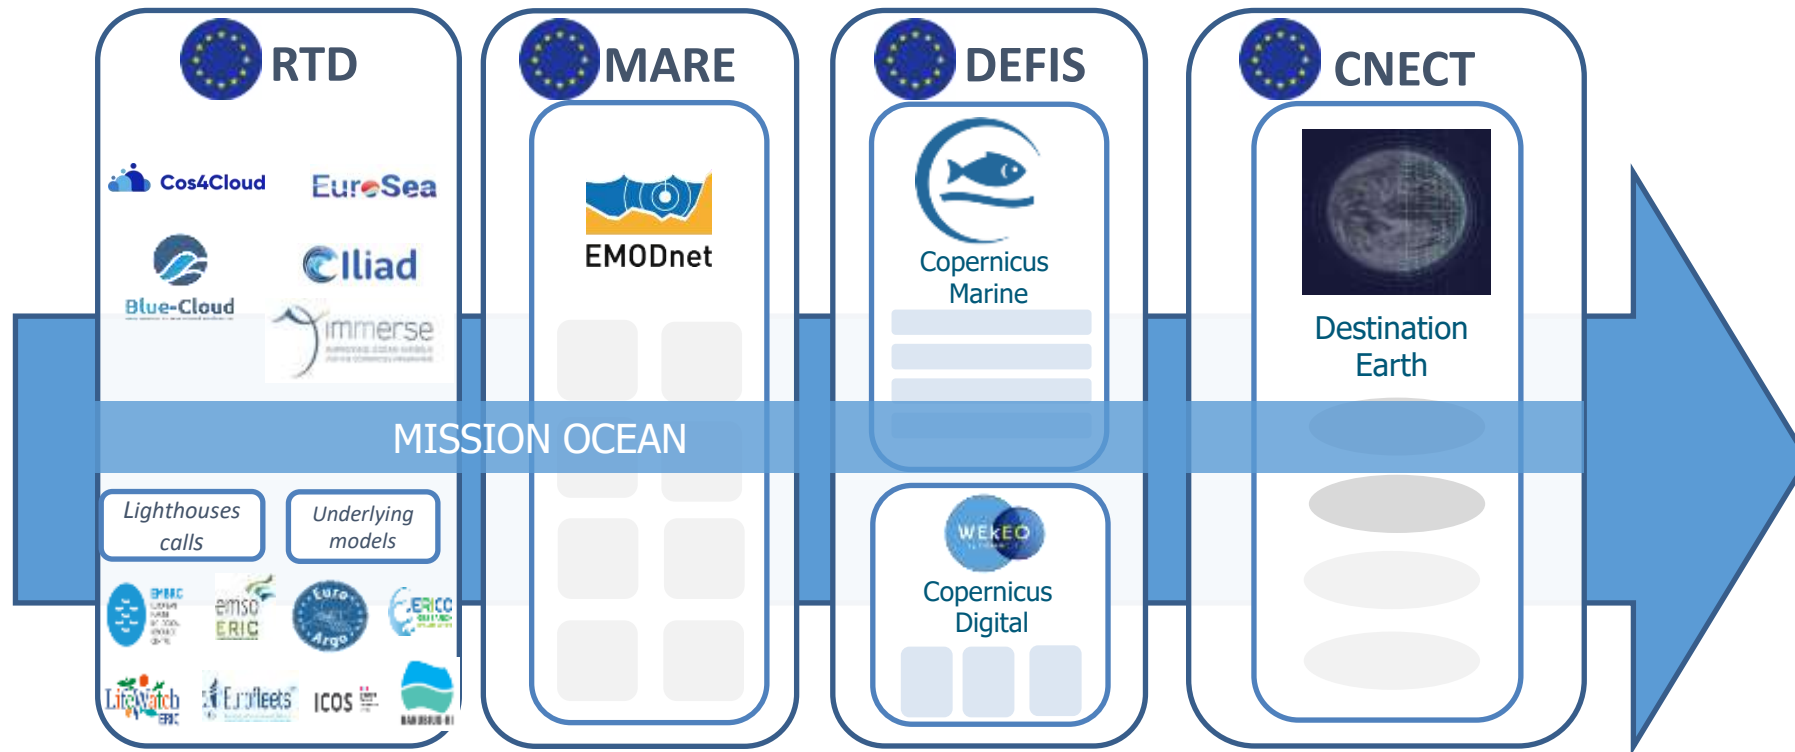 RTD
MARE
DEFIS
CNECT
Cos4Cloud
EuroSea
Blue-Cloud
Iliad
immerse
EMODnet
Copernicus
Marine
Destination
Earth
MISSION OCEAN
Lighthouses
calls
Underlying
models
EMBRC
emso
ERIC
Euro
Argo
LifeWatch
ERIC
Eurofleets
ICOS
WEKEO
Copernicus
Digital